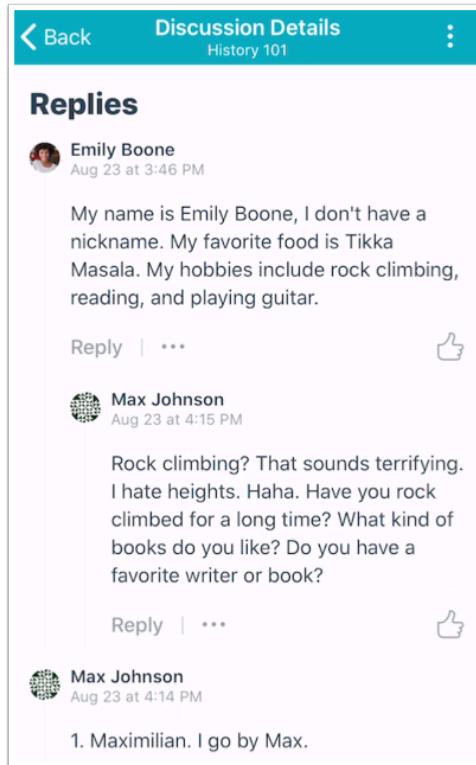 Back
Discussion Details
History 101
Replies
Emily Boone
Aug 23 at 3:46 PM
My name is Emily Boone, I don't have a
nickname. My favorite food is Tikka
Masala. My hobbies include rock climbing,
reading, and playing guitar.
Reply
Max Johnson
Aug 23 at 4:15 PM
Rock climbing? That sounds terrifying.
I hate heights. Haha. Have you rock
climbed for a long time? What kind of
books do you like? Do you have a
favorite writer or book?
Reply
Max Johnson
Aug 23 at 4:14 PM
1. Maximilian. I go by Max.